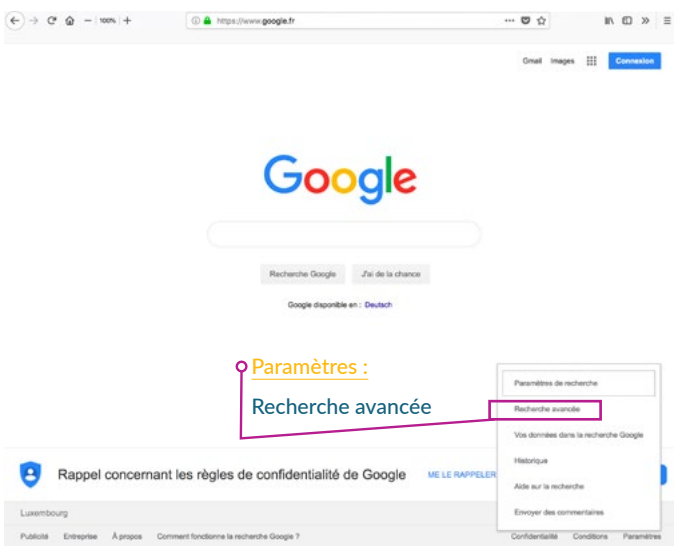 100%
https://www.google.fr
Gmail Images
Connexion
Google
Recherche Google
J'ai de la chance
Google disponible en : Deutsch
Paramètres :
Recherche avancée
Paramètres de recherche
Recherche avancée
Vos données dans la recherche Google
Historique
Aide sur la recherche
Envoyer des commentaires
Rappel concernant les règles de confidentialité de Google
ME LE RAPPELER
Luxembourg
Publicité Entreprise À propos Comment fonctionne la recherche Google ?
Confidentialité Conditions Paramètres